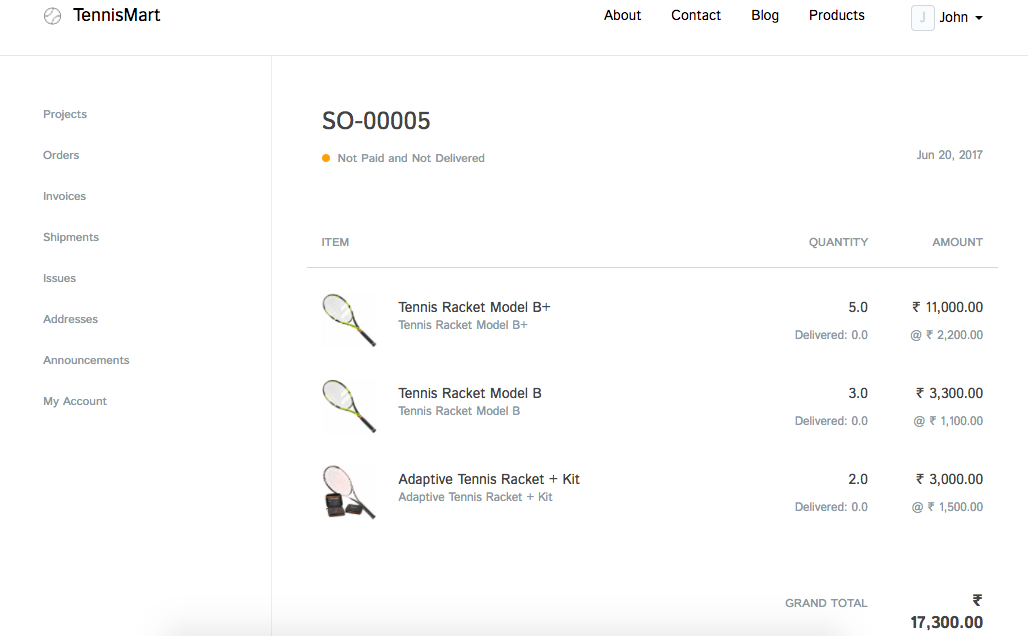 TennisMart
About Contact Blog Products J John
Projects
Orders
Invoices
Shipments
Issues
Addresses
Announcements
My Account
SO-00005
Not Paid and Not Delivered Jun 20, 2017
ITEM QUANTITY AMOUNT
Tennis Racket Model B+ 5.0 ₹ 11,000.00
Tennis Racket Model B+ Delivered: 0.0 @ ₹ 2,200.00
Tennis Racket Model B 3.0 ₹ 3,300.00
Tennis Racket Model B Delivered: 0.0 @ ₹ 1,100.00
Adaptive Tennis Racket + Kit 2.0 ₹ 3,000.00
Adaptive Tennis Racket + Kit Delivered: 0.0 @ ₹ 1,500.00
GRAND TOTAL ₹
17,300.00